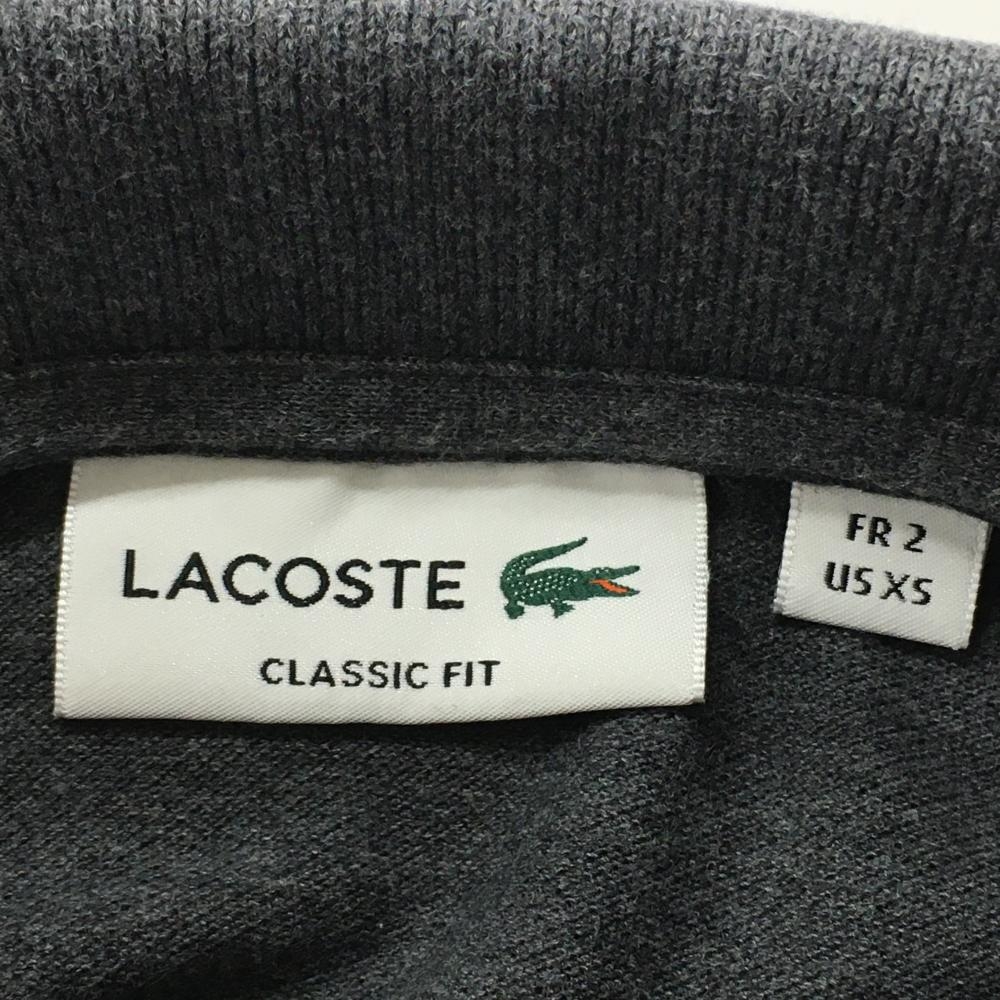 LACOSTE
CLASSIC FIT
FR 2
US XS